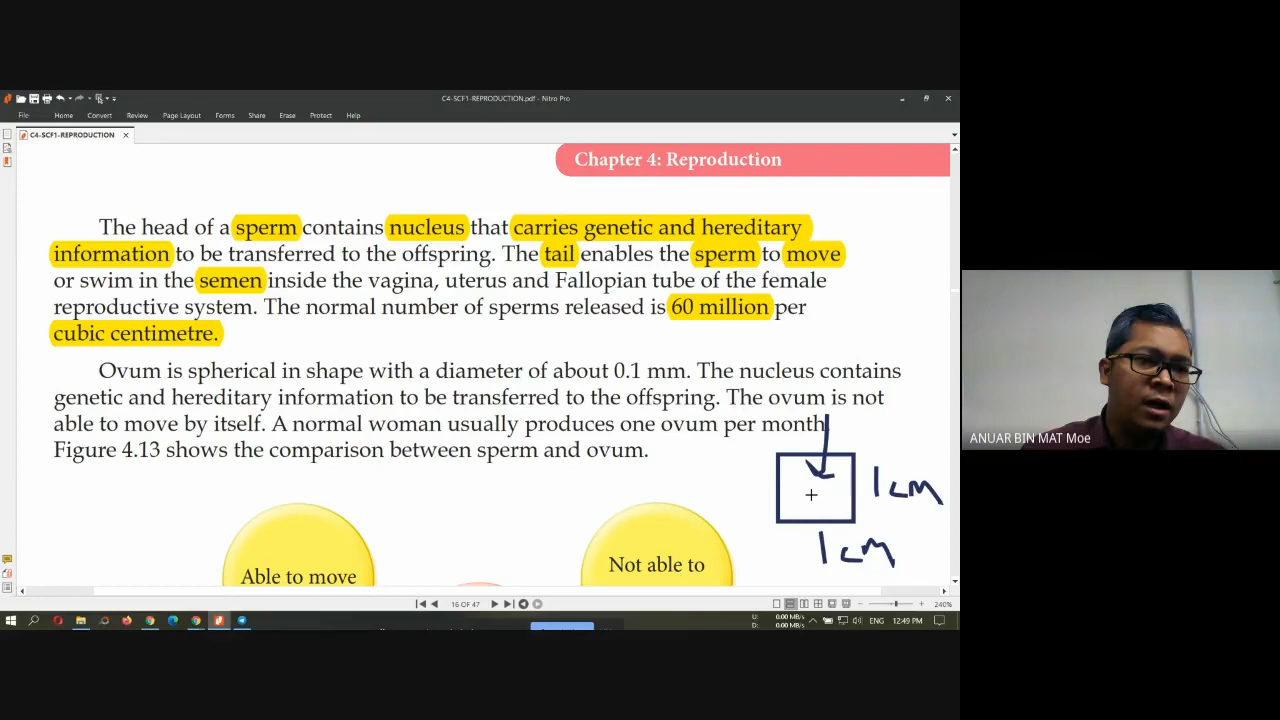 C4-SCF1-REPRODUCTION.pdf - Nitro Pro
File Home Convert Review Page Layout Forms Share Erase Protect Help
C4-SCF1-REPRODUCTION
Chapter 4: Reproduction
The head of a sperm contains nucleus that carries genetic and hereditary
information to be transferred to the offspring. The tail enables the sperm to move
or swim in the semen inside the vagina, uterus and Fallopian tube of the female
reproductive system. The normal number of sperms released is 60 million per
cubic centimetre.
Ovum is spherical in shape with a diameter of about 0.1 mm. The nucleus contains
genetic and hereditary information to be transferred to the offspring. The ovum is not
able to move by itself. A normal woman usually produces one ovum per month.
Figure 4.13 shows the comparison between sperm and ovum.
1cm
1cm
Able to move
Not able to
ANUAR BIN MAT Moe
16 OF 47
240%
U: 0.00 MB/s
D: 0.00 MB/s
ENG
12:49 PM